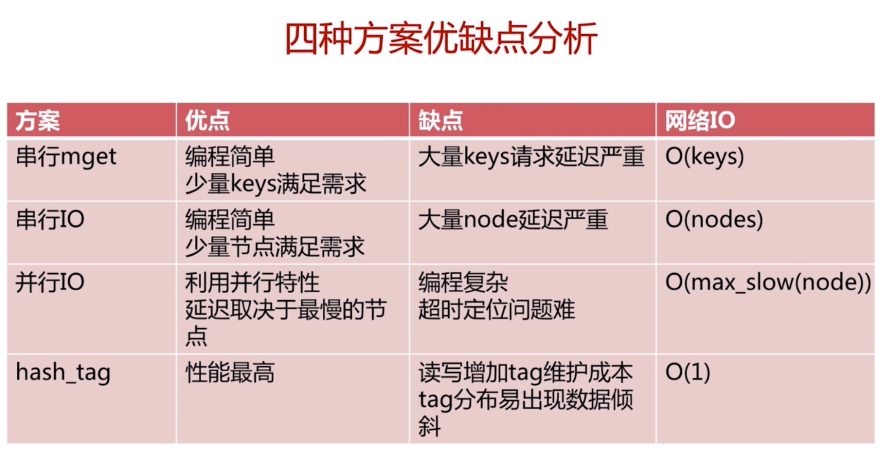 四种方案优缺点分析
方案 优点 缺点 网络IO
串行mget 编程简单 大量keys请求延迟严重 O(keys)
少量keys满足需求
串行IO 编程简单 大量node延迟严重 O(nodes)
少量节点满足需求
并行IO 利用并行特性 编程复杂 O(max_slow(node))
延迟取决于最慢的节 超时定位问题难
点
hash_tag 性能最高 读写增加tag维护成本 O(1)
tag分布易出现数据倾
斜